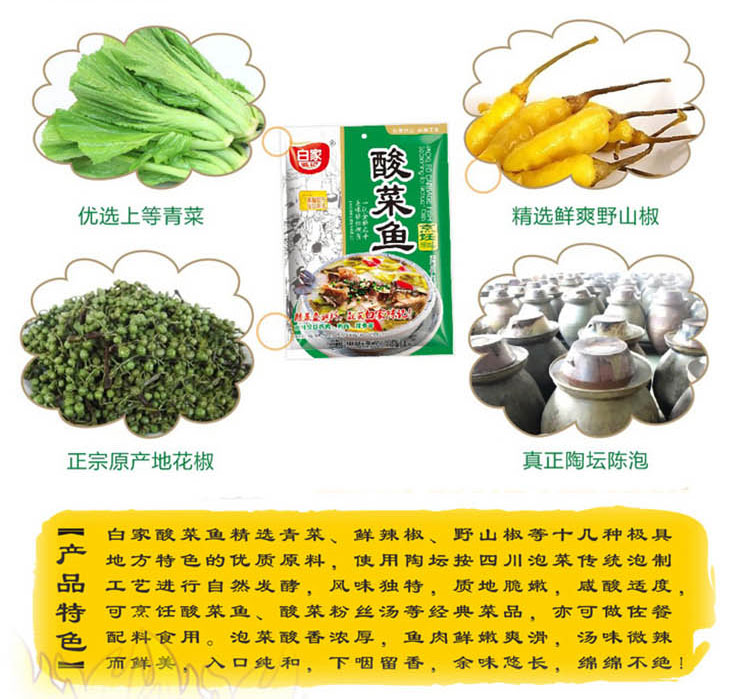 白家
酸菜鱼
烹饪料
优选上等青菜
精选鲜爽野山椒
正宗原产地花椒
真正陶坛陈泡
【产品特色】
白家酸菜鱼精选青菜、鲜辣椒、野山椒等十几种极具
地方特色的优质原料，使用陶坛按四川泡菜传统泡制
工艺进行自然发酵，风味独特，质地脆嫩，咸酸适度，
可烹饪酸菜鱼、酸菜粉丝汤等经典菜品，亦可做佐餐
配料食用。泡菜酸香浓厚，鱼肉鲜嫩爽滑，汤味微辣
而鲜美，入口纯和，下咽留香，余味悠长，绵绵不绝！